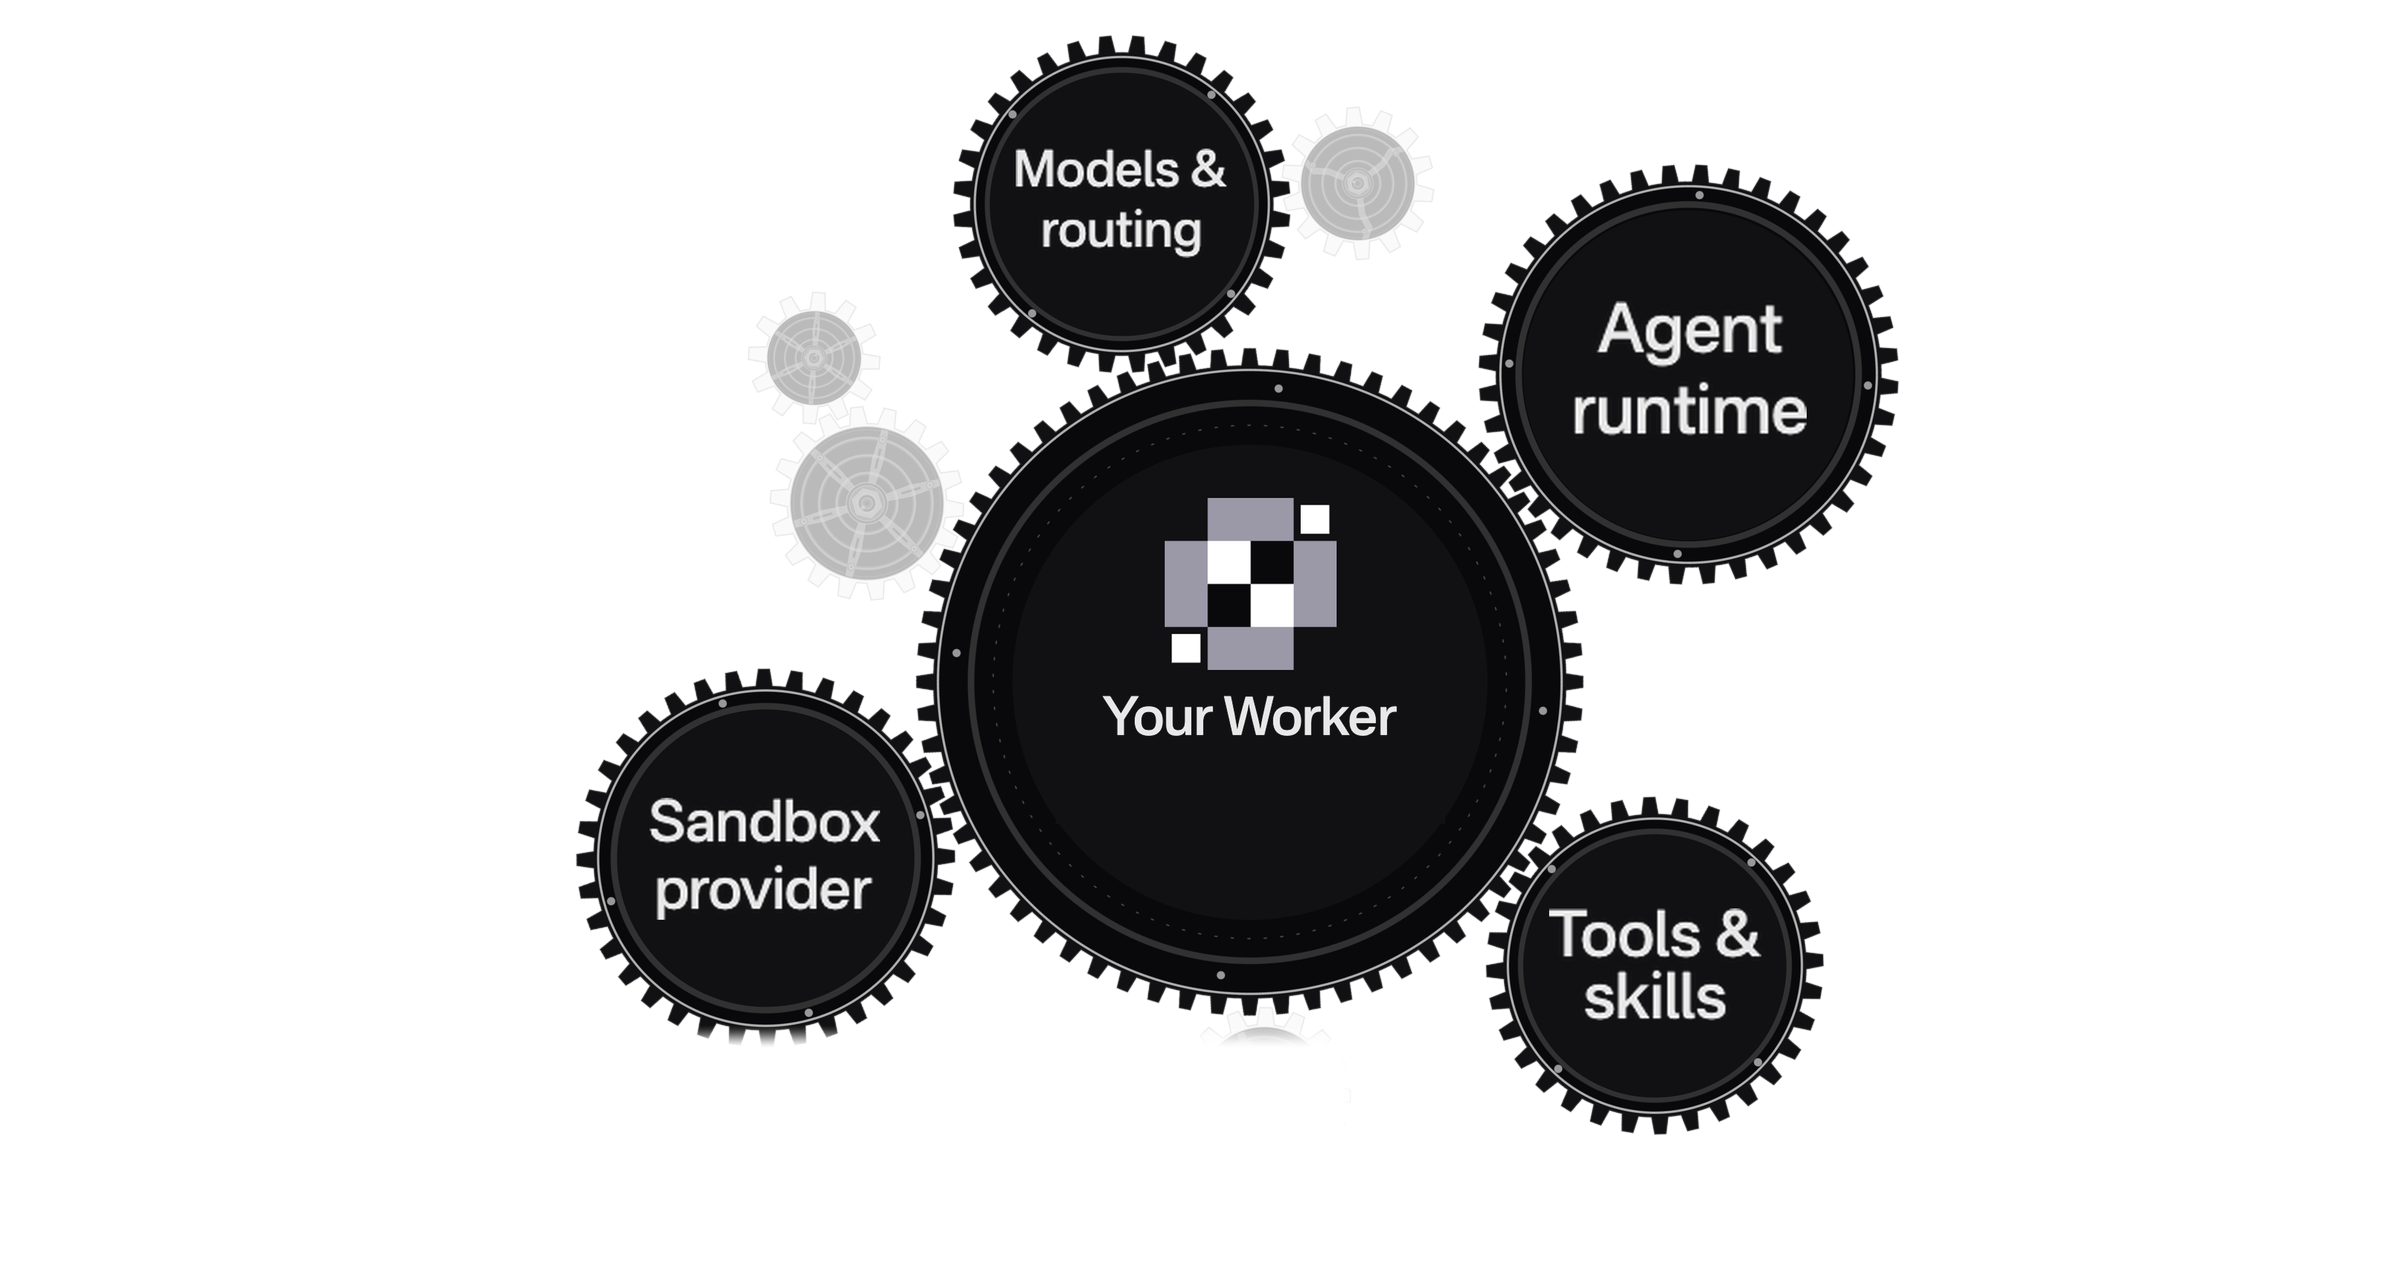 Models &
routing
Agent
runtime
Your Worker
Sandbox
provider
Tools &
skills